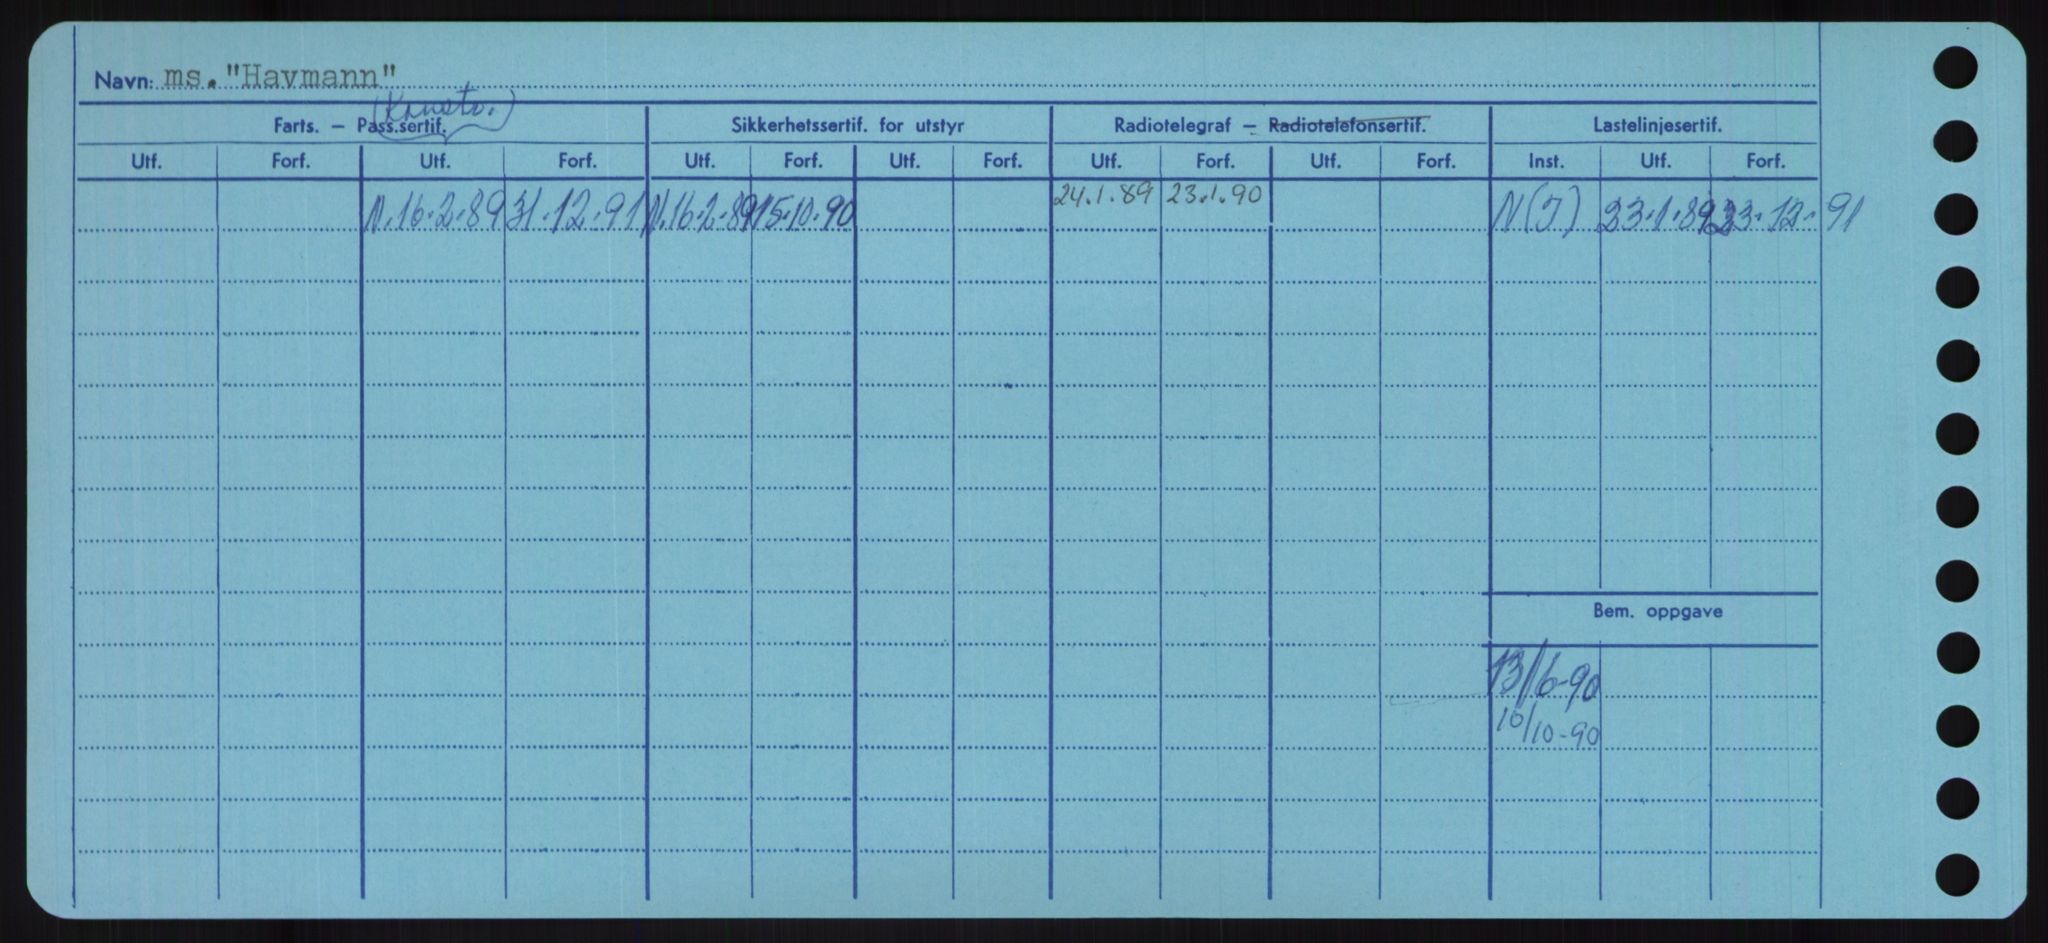 Navn: ms. "Havmann"
(Konstr.)
Farts. – Pass.sertif. Sikkerhetssertif. for utstyr Radiotelegraf – Radiotelefonsertif. Lastelinjesertif.
Utf. Forf. Utf. Forf. Utf. Forf. Utf. Forf. Utf. Forf. Utf. Forf. Inst. Utf. Forf.
N.16.2.89 31.12.91 N.16.2.89 15.10.90 24.1.89 23.1.90 N(I) 23.1.89 23.12.91
Bem. oppgave
13/6-90
10/10-90